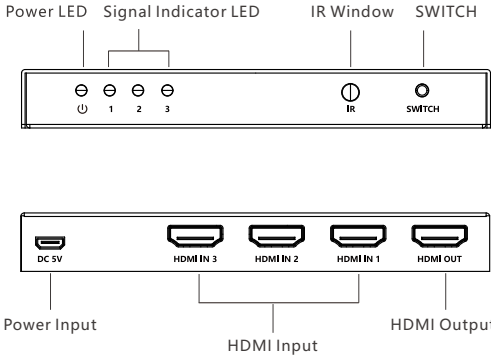 Power LED Signal Indicator LED IR Window SWITCH
1 2 3 IR SWITCH
DC 5V HDMI IN 3 HDMI IN 2 HDMI IN 1 HDMI OUT
Power Input HDMI Output
HDMI Input